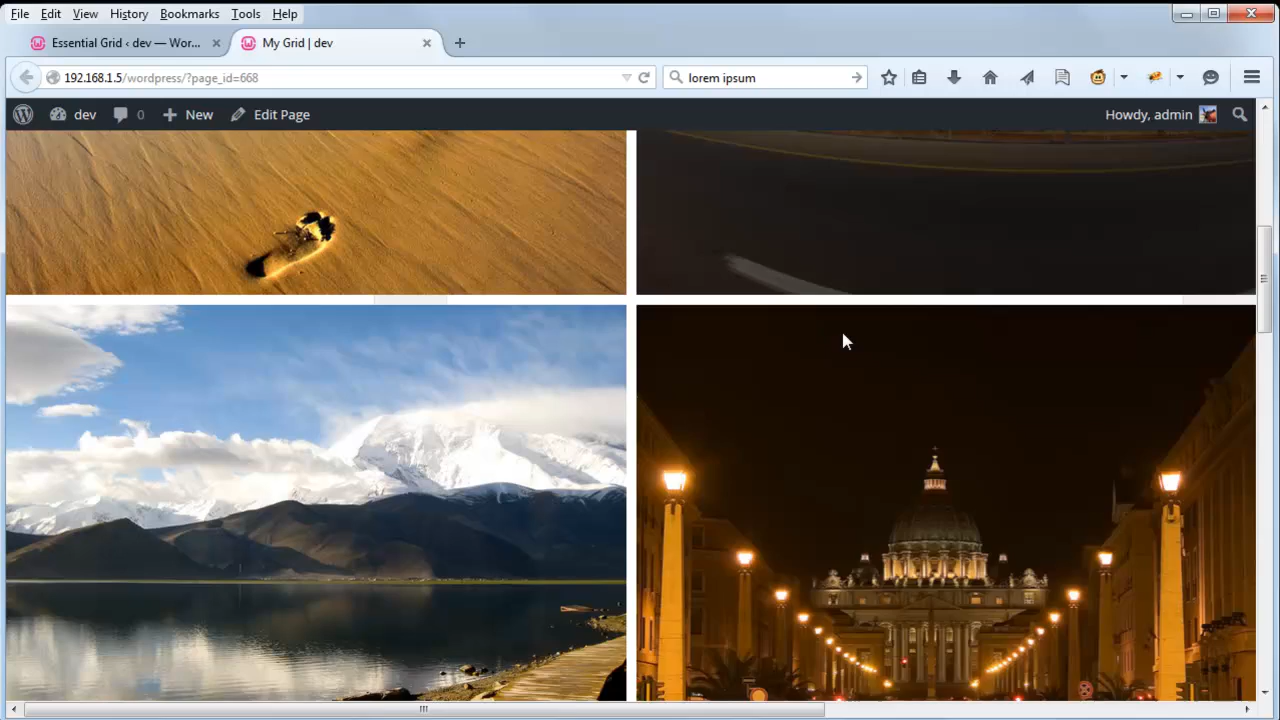 File Edit View History Bookmarks Tools Help
Essential Grid ‹ dev — Wor...
My Grid | dev
192.168.1.5/wordpress/?page_id=668
lorem ipsum
dev 0 New Edit Page
Howdy, admin